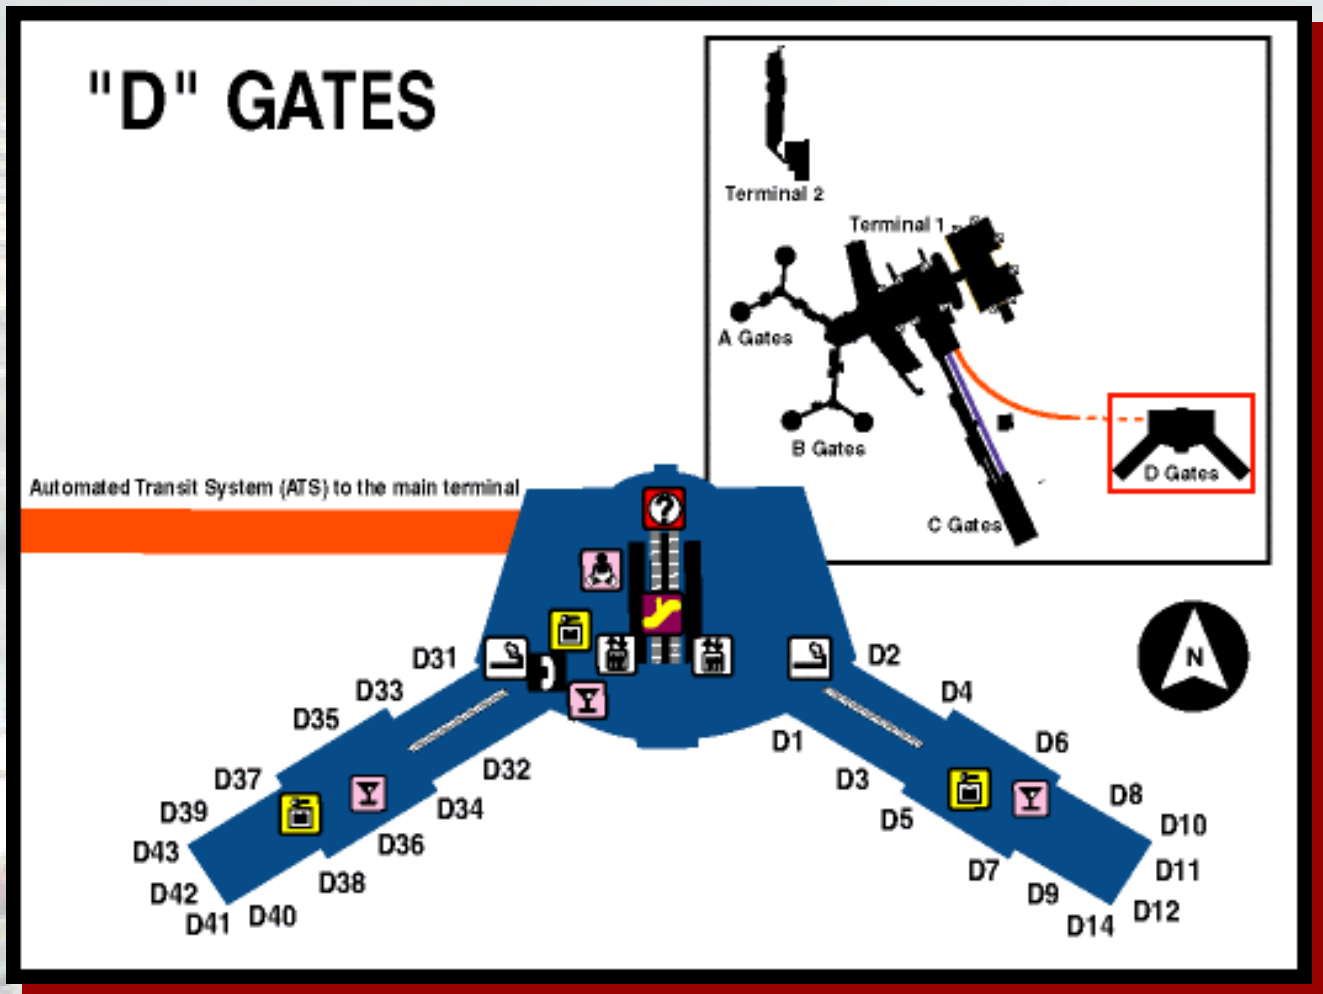 "D" GATES
Terminal 2
Terminal 1
A Gates
B Gates
D Gates
C Gates
Automated Transit System (ATS) to the main terminal
?
N
D31
D33
D35
D37
D39
D43
D42
D41
D40
D38
D36
D34
D32
D2
D4
D6
D8
D10
D11
D12
D14
D9
D7
D5
D3
D1